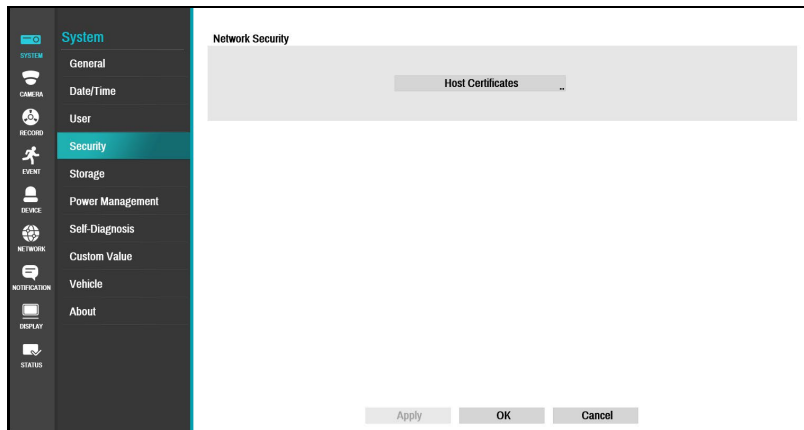 SYSTEM
CAMERA
RECORD
EVENT
DEVICE
NETWORK
NOTIFICATION
DISPLAY
STATUS
System
General
Date/Time
User
Security
Storage
Power Management
Self-Diagnosis
Custom Value
Vehicle
About
Network Security
Host Certificates ..
Apply OK Cancel